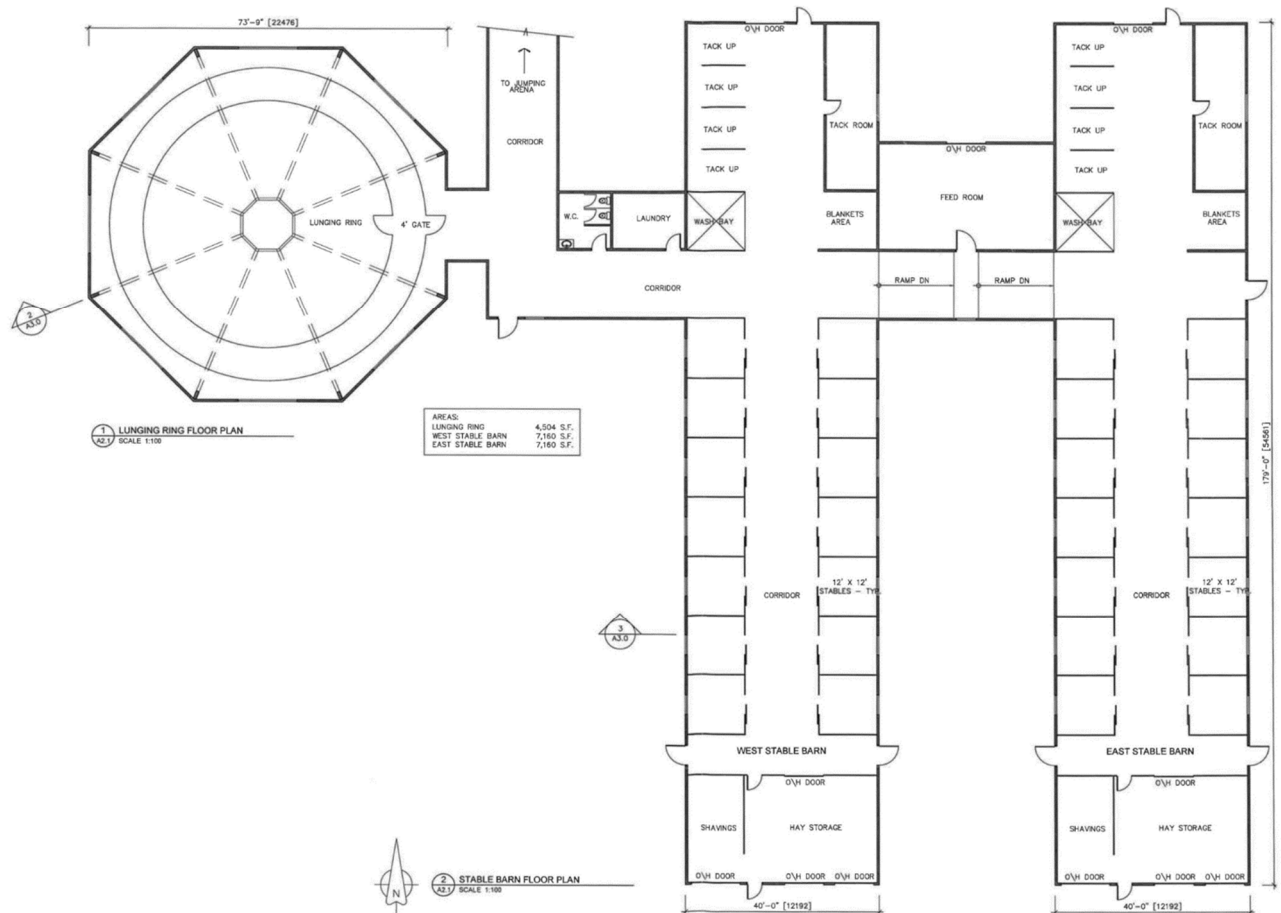 73'-9" [22476]
TO JUMPING
ARENA
CORRIDOR
LUNGING RING
4' GATE
W.C.
LAUNDRY
CORRIDOR
2
A3.0
1
A2.1
LUNGING RING FLOOR PLAN
SCALE 1:100
AREAS:
LUNGING RING 4,504 S.F.
WEST STABLE BARN 7,160 S.F.
EAST STABLE BARN 7,160 S.F.
O\H DOOR
TACK UP
TACK UP
TACK UP
TACK UP
TACK ROOM
WASH BAY
BLANKETS
AREA
O\H DOOR
FEED ROOM
RAMP DN
RAMP DN
O\H DOOR
TACK UP
TACK UP
TACK UP
TACK UP
TACK ROOM
WASH BAY
BLANKETS
AREA
179'-0" [54561]
3
A3.0
CORRIDOR
12' X 12'
STABLES - TYP.
CORRIDOR
12' X 12'
STABLES - TYP.
WEST STABLE BARN
O\H DOOR
SHAVINGS
HAY STORAGE
O\H DOOR
O\H DOOR
O\H DOOR
40'-0" [12192]
EAST STABLE BARN
O\H DOOR
SHAVINGS
HAY STORAGE
O\H DOOR
O\H DOOR
O\H DOOR
40'-0" [12192]
N
2
A2.1
STABLE BARN FLOOR PLAN
SCALE 1:100